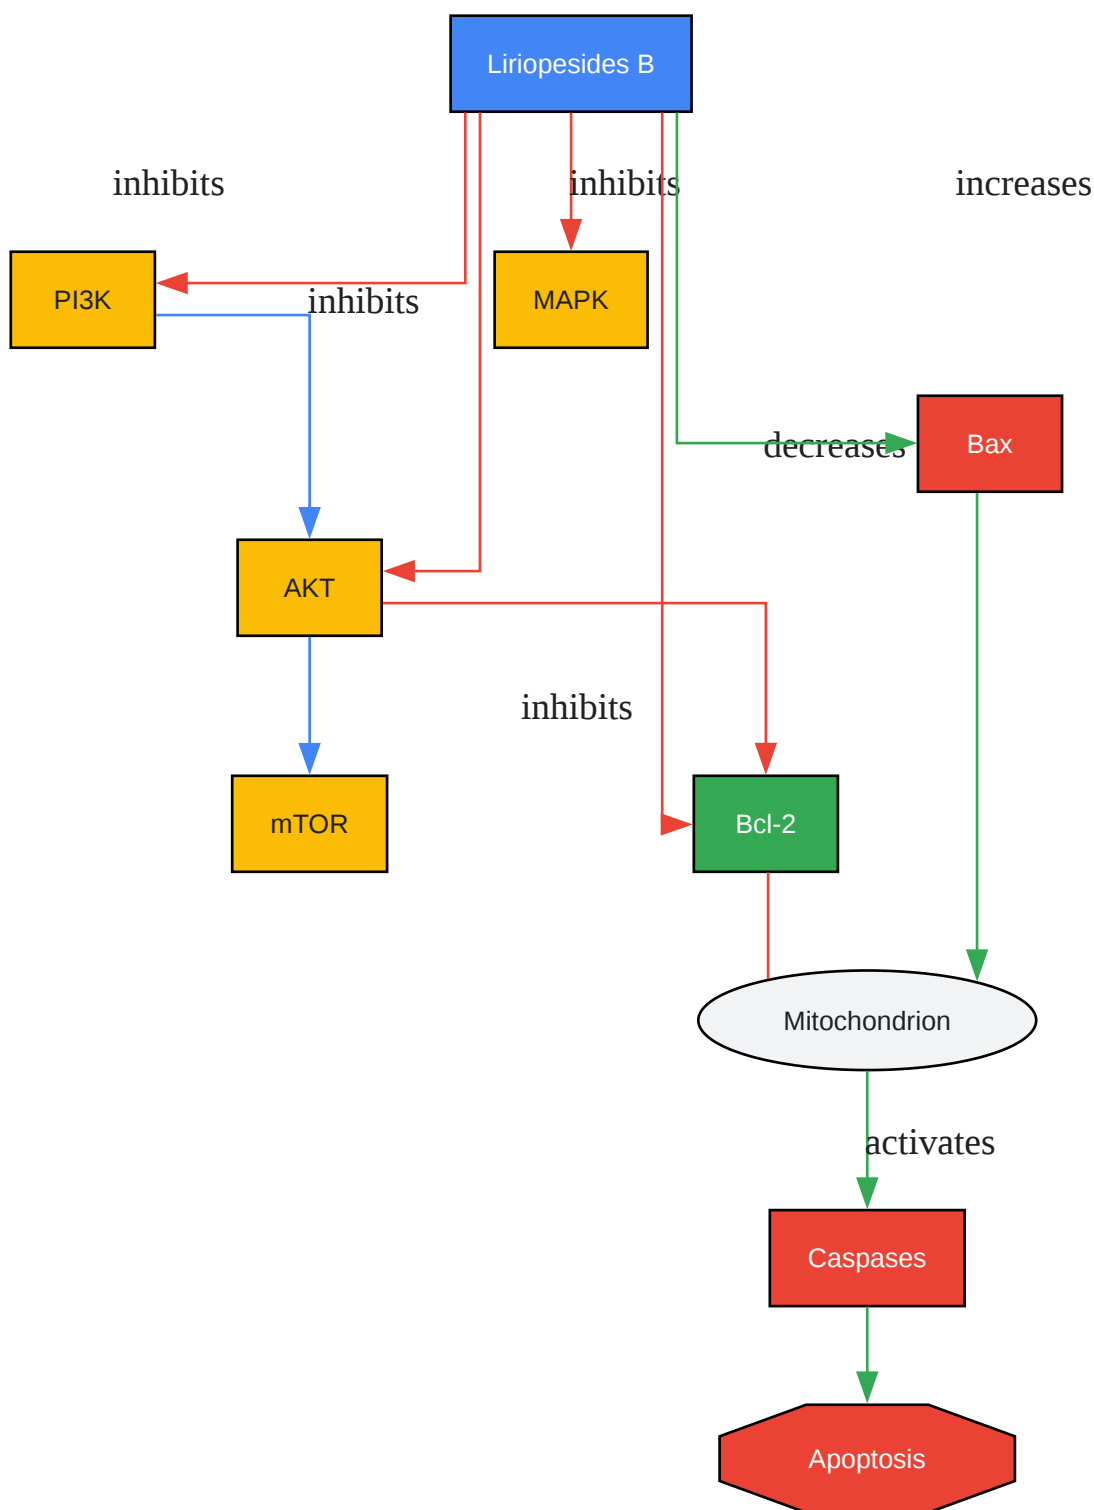 Liriopesides B
inhibits
inhibits
increases
PI3K
inhibits
MAPK
decreases
Bax
AKT
inhibits
mTOR
Bcl-2
Mitochondrion
activates
Caspases
Apoptosis